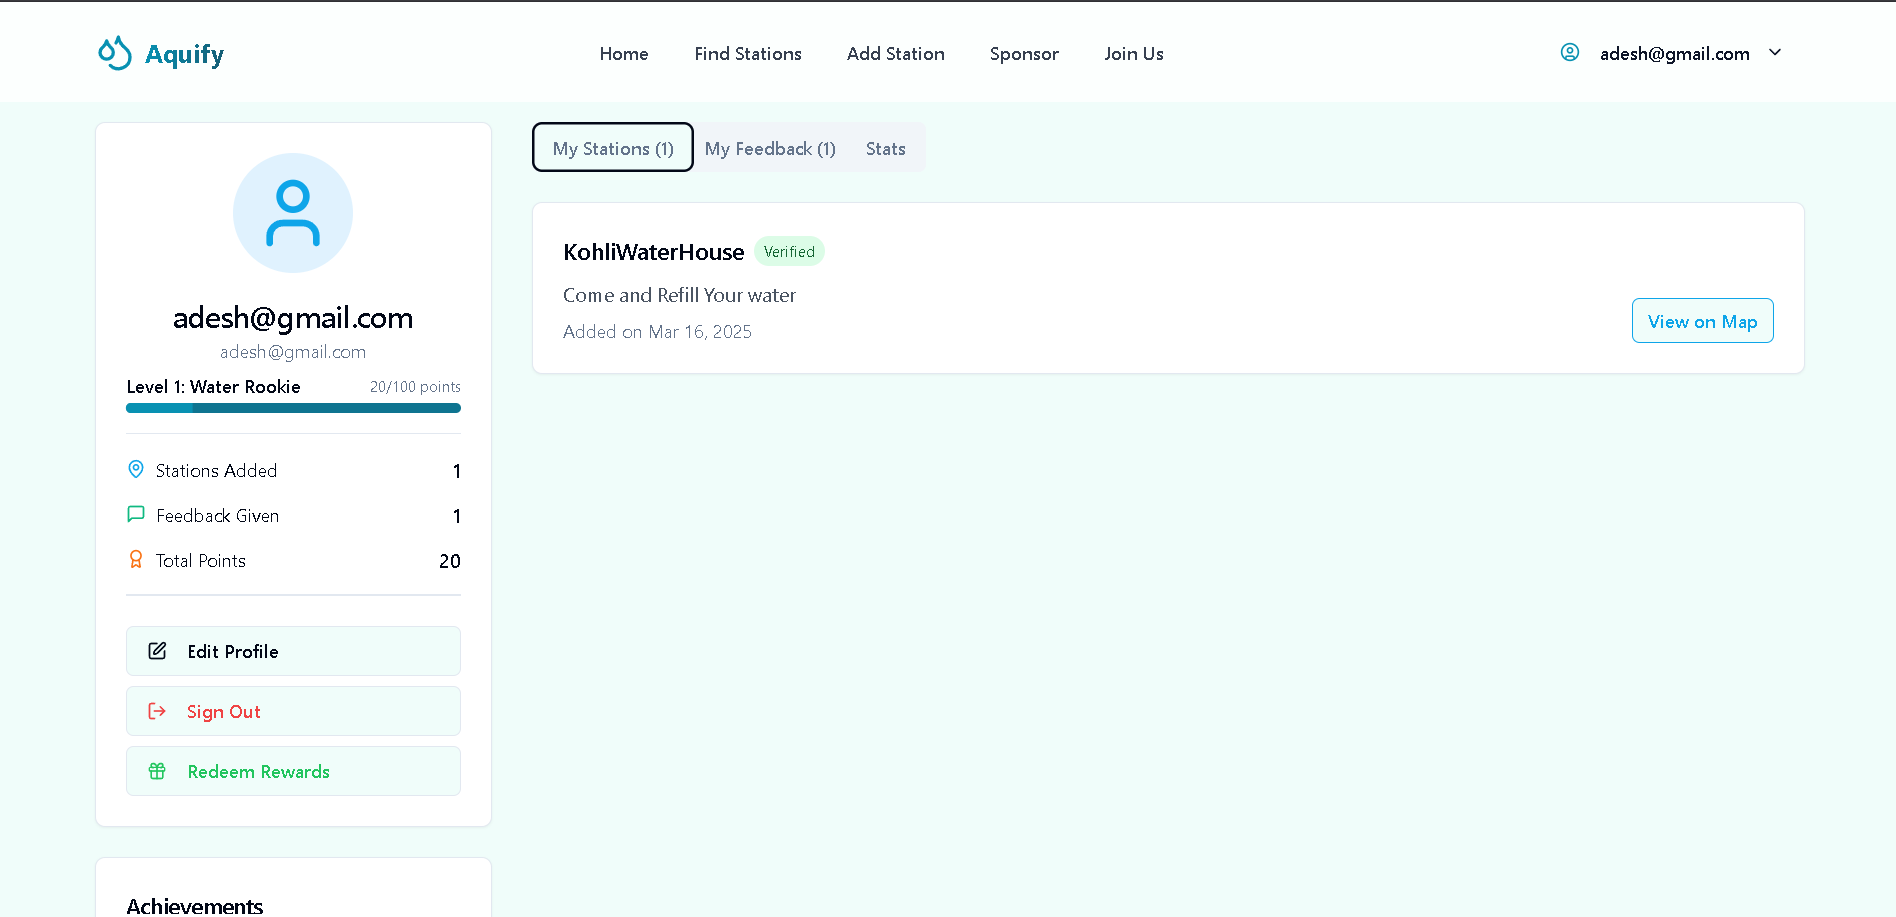 Aquify
Home Find Stations Add Station Sponsor Join Us
adesh@gmail.com
adesh@gmail.com
adesh@gmail.com
Level 1: Water Rookie 20/100 points
Stations Added 1
Feedback Given 1
Total Points 20
Edit Profile
Sign Out
Redeem Rewards
Achievements
My Stations (1) My Feedback (1) Stats
KohliWaterHouse Verified
Come and Refill Your water
Added on Mar 16, 2025
View on Map